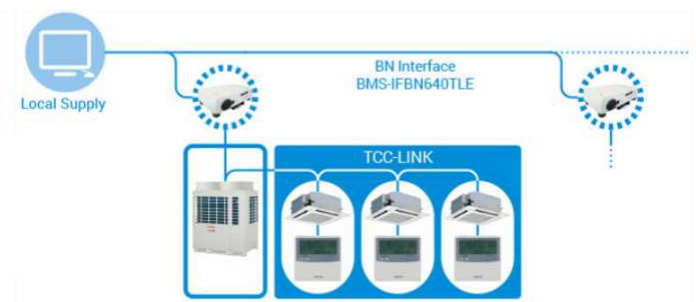 BN Interface
BMS-IFBN640TLE
Local Supply
TCC-LINK